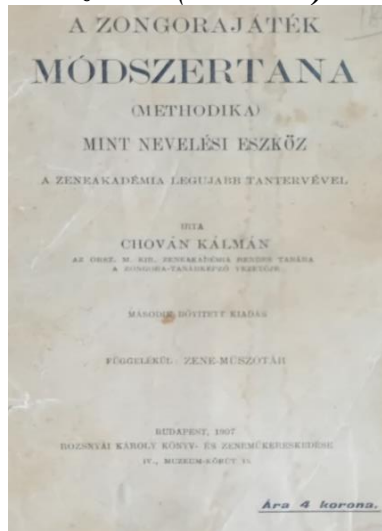 A ZONGORAJÁTÉK
MÓDSZERTANA
(METHODIKA)
MINT NEVELÉSI ESZKÖZ
A ZENEAKADÉMIA LEGUJABB TANTERVÉVEL
IRTA
CHOVÁN KÁLMÁN
AZ ORSZ. M. KIR. ZENEAKADÉMIA RENDES TANÁRA
A ZONGORA-TANÁRKÉPZŐ VEZETŐJE
MÁSODIK BŐVITETT KIADÁS
FÜGGELÉKÜL: ZENE-MŰSZÓTÁR
BUDAPEST, 1907
ROZSNYAI KÁROLY KÖNYV- ÉS ZENEMŰKERESKEDÉSE
IV., MUZEUM-KÖRUT
Ára 4 korona.